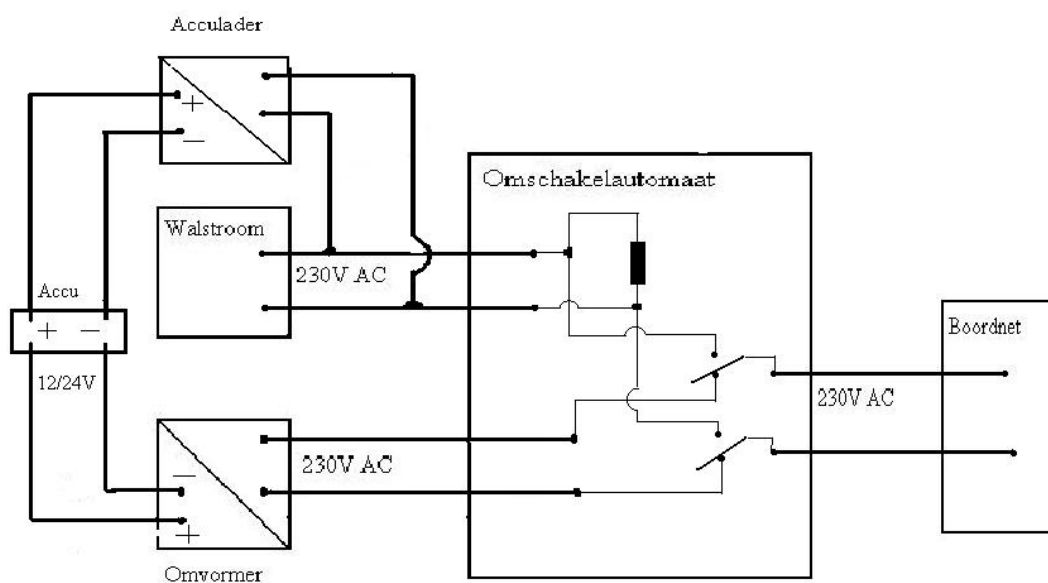 Acculader
+
−
Omschakelautomaat
Walstroom
230V AC
Accu
+ −
12/24V
Boordnet
230V AC
230V AC
−
+
Omvormer